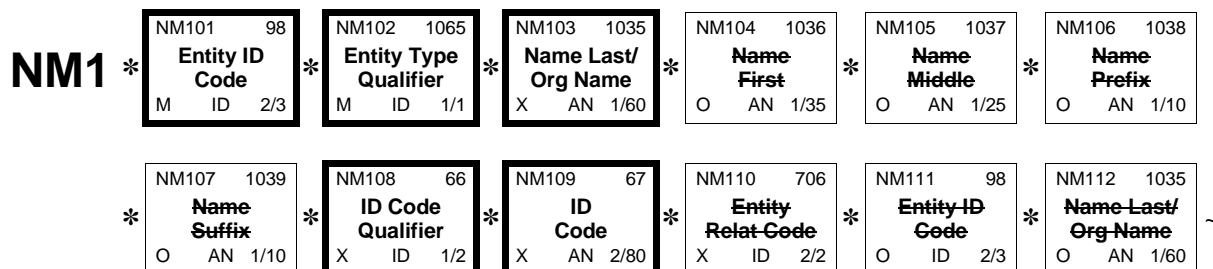 NM101 98 NM102 1065 NM103 1035 NM104 1036 NM105 1037 NM106 1038
NM1 * Entity ID Code * Entity Type Qualifier * Name Last/ Org Name * Name First * Name Middle * Name Prefix
M ID 2/3 M ID 1/1 X AN 1/60 O AN 1/35 O AN 1/25 O AN 1/10
NM107 1039 NM108 66 NM109 67 NM110 706 NM111 98 NM112 1035
* Name Suffix * ID Code Qualifier * ID Code * Entity Relat Code * Entity ID Code * Name Last/ Org Name ~
O AN 1/10 X ID 1/2 X AN 2/80 X ID 2/2 O ID 2/3 O AN 1/60